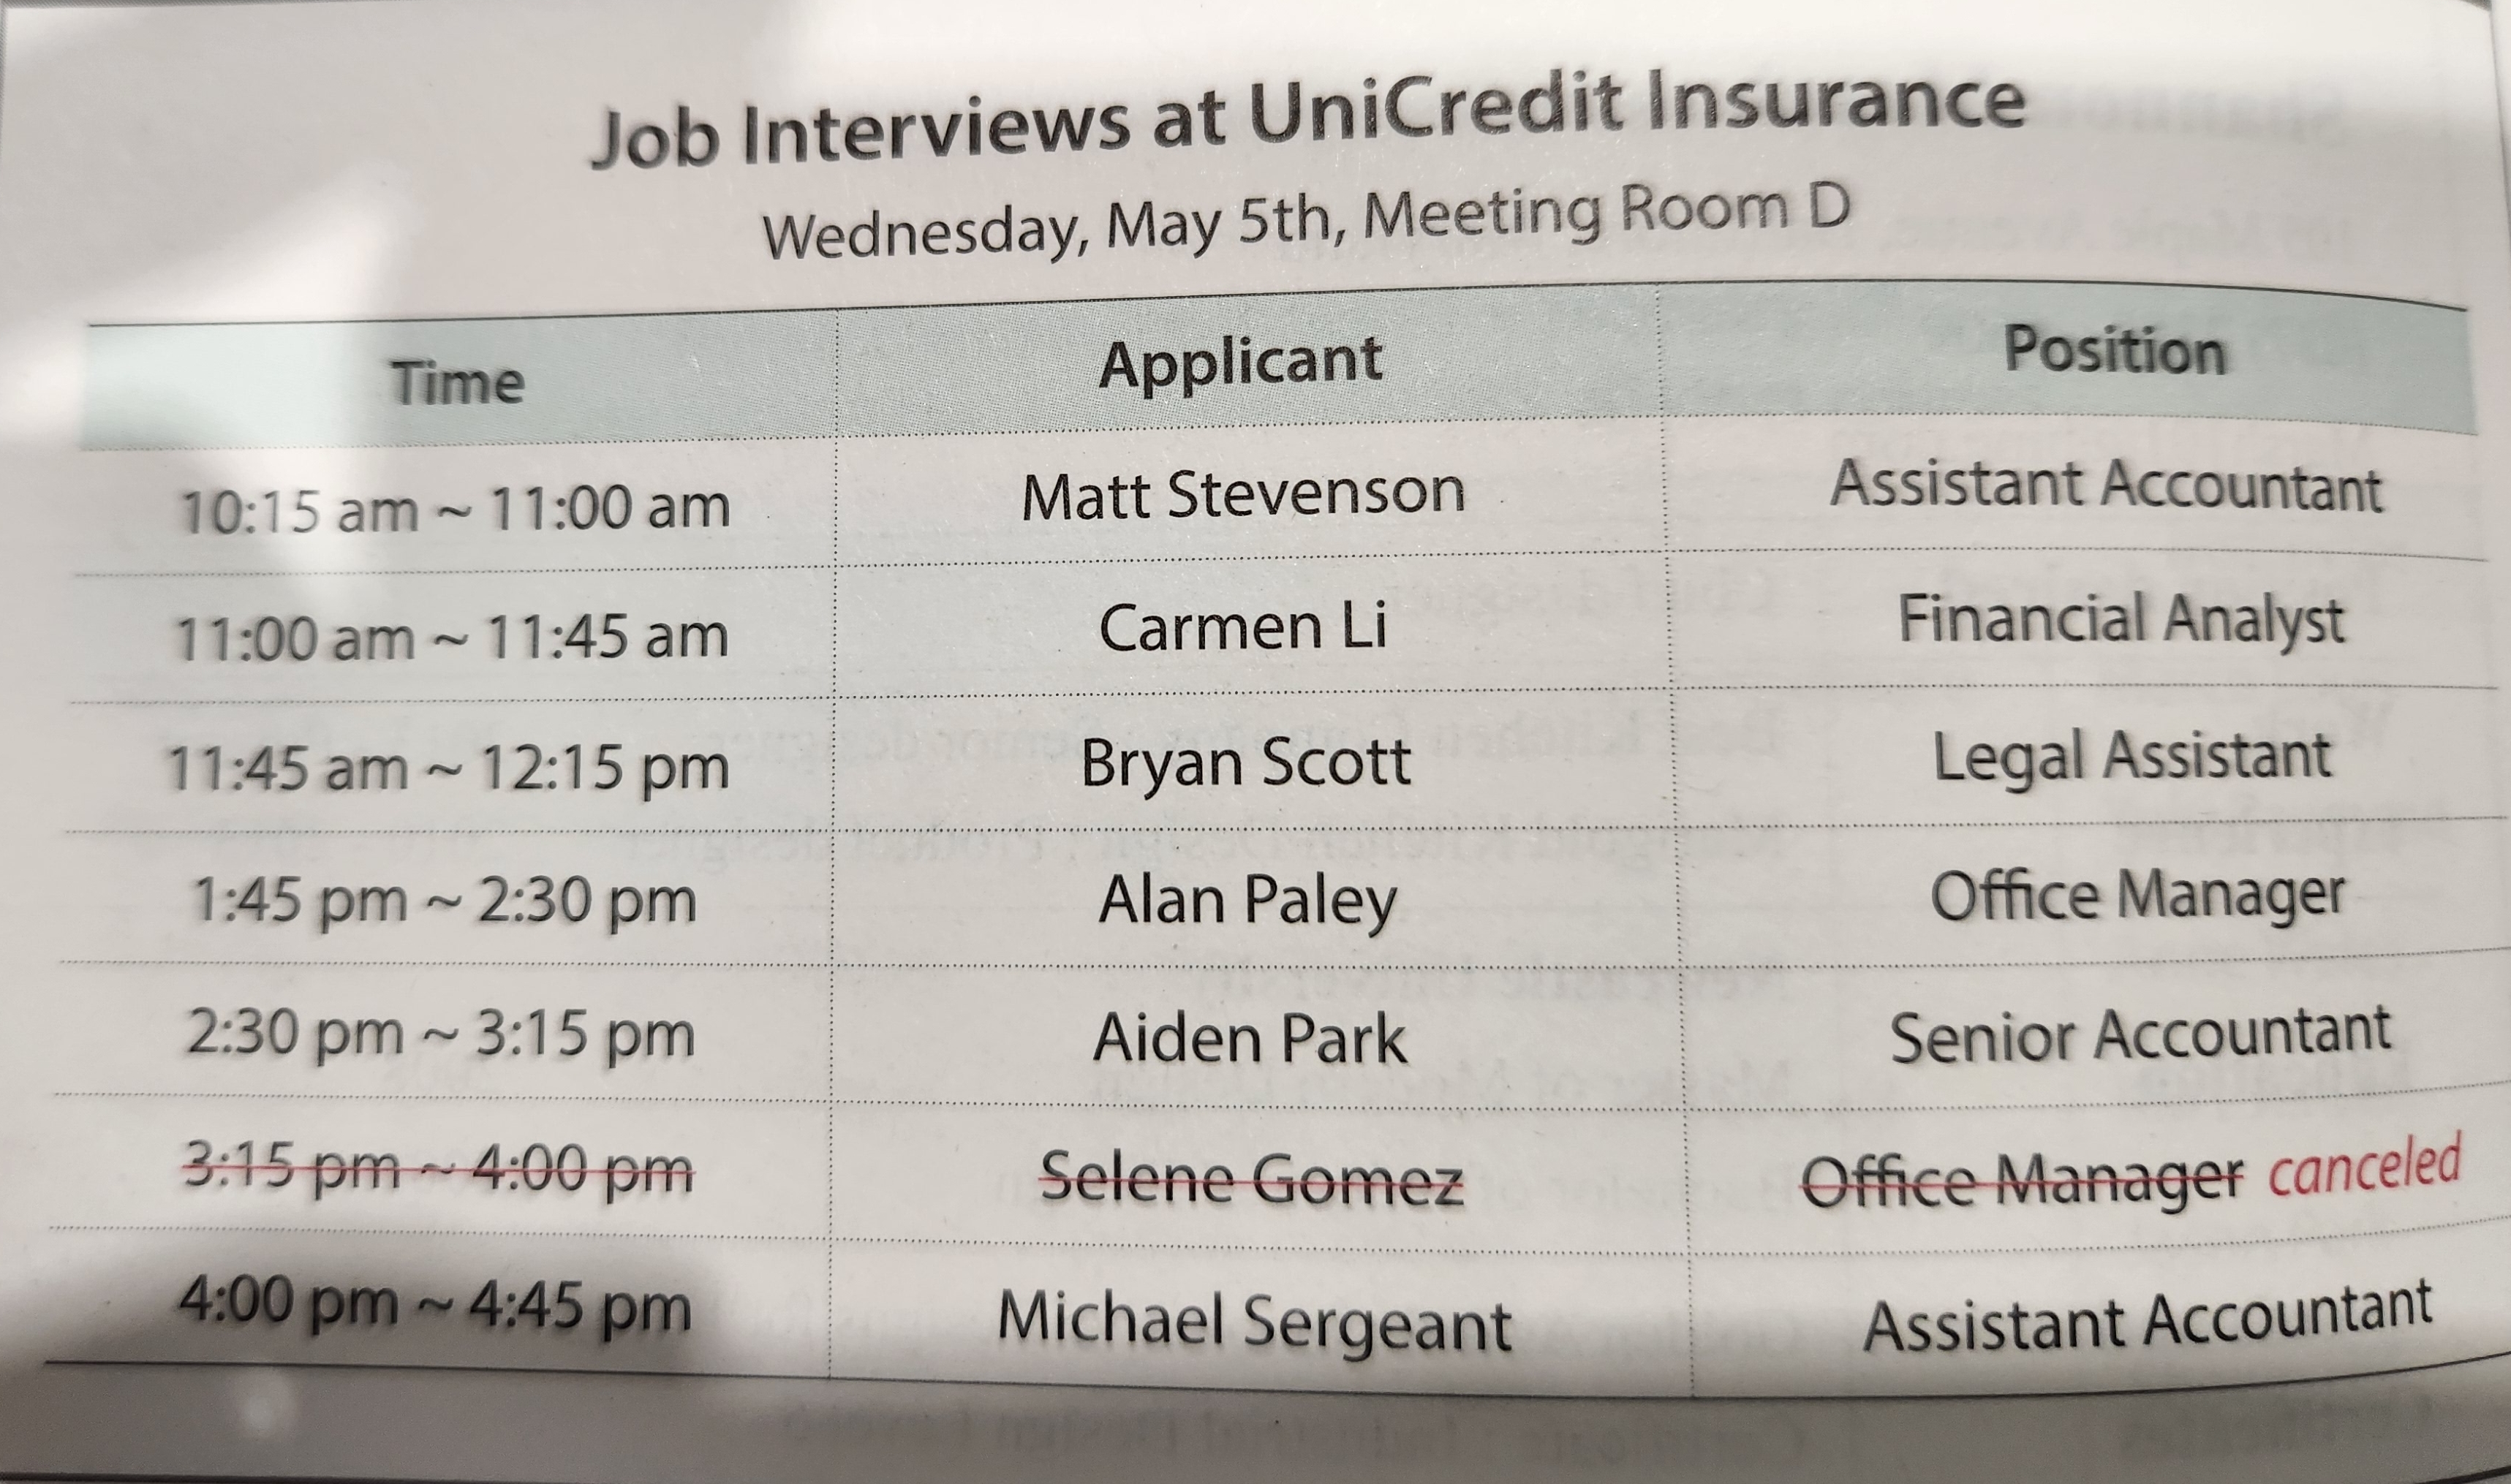 Job Interviews at UniCredit Insurance
Wednesday, May 5th, Meeting Room D
Time Applicant Position
10:15 am ~ 11:00 am Matt Stevenson Assistant Accountant
11:00 am ~ 11:45 am Carmen Li Financial Analyst
11:45 am ~ 12:15 pm Bryan Scott Legal Assistant
1:45 pm ~ 2:30 pm Alan Paley Office Manager
2:30 pm ~ 3:15 pm Aiden Park Senior Accountant
3:15 pm ~ 4:00 pm Selene Gomez Office Manager canceled
4:00 pm ~ 4:45 pm Michael Sergeant Assistant Accountant